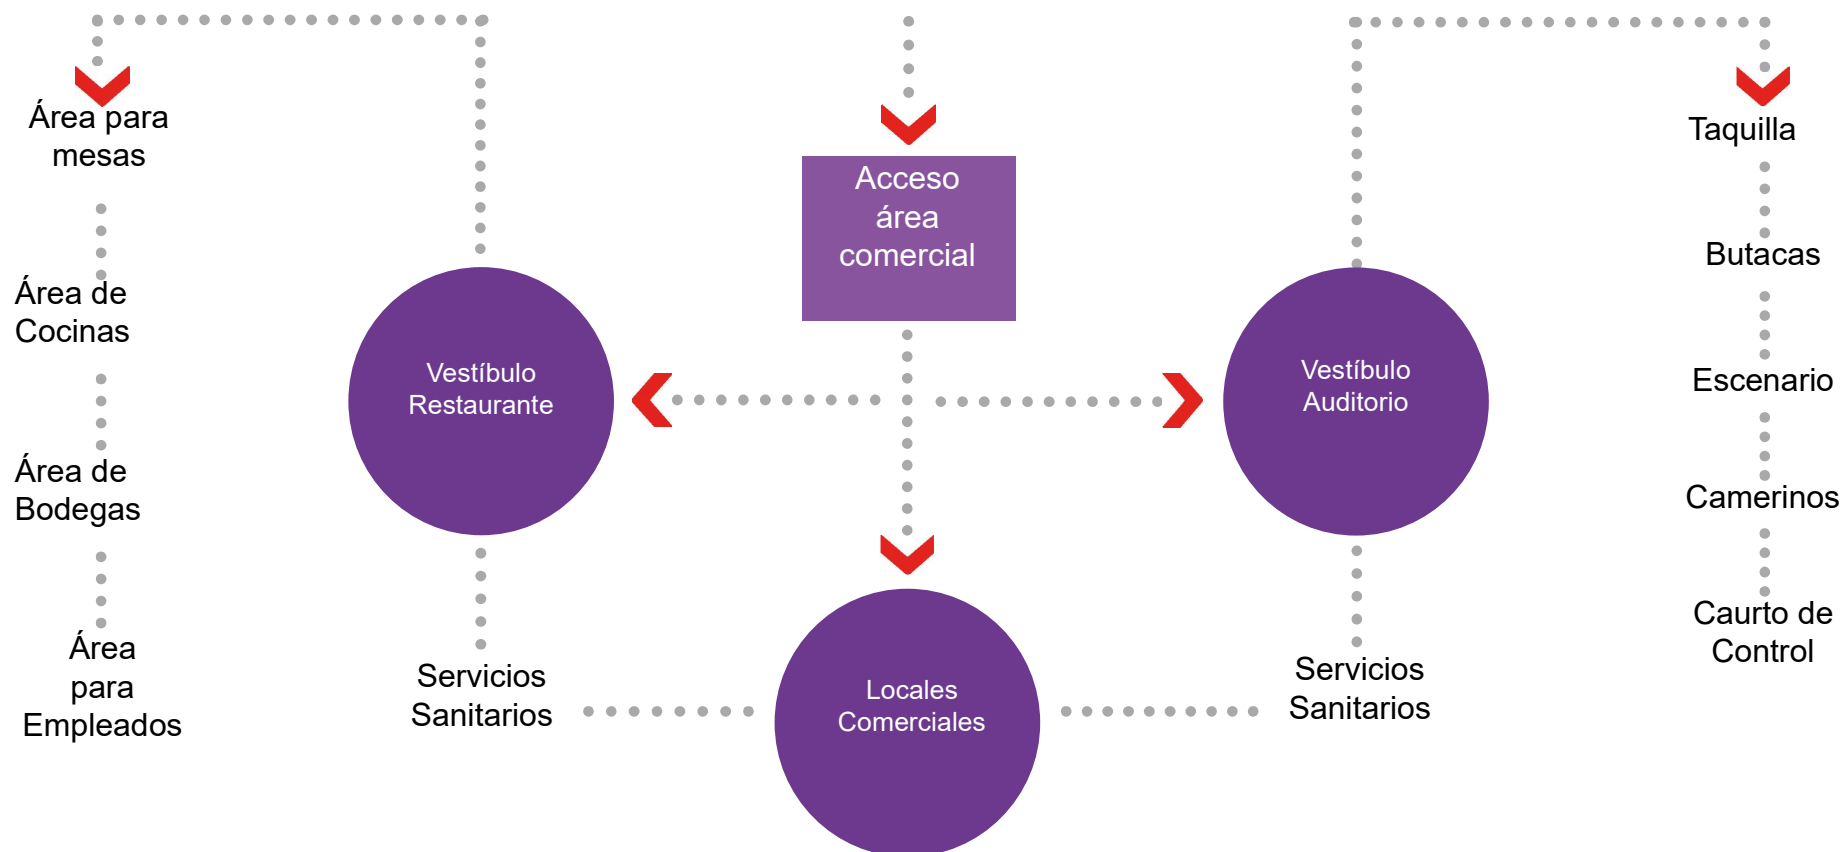 Área para
mesas
Área de
Cocinas
Área de
Bodegas
Área
para
Empleados
Vestíbulo
Restaurante
Servicios
Sanitarios
Acceso
área
comercial
Locales
Comerciales
Vestíbulo
Auditorio
Servicios
Sanitarios
Taquilla
Butacas
Escenario
Camerinos
Caurto de
Control